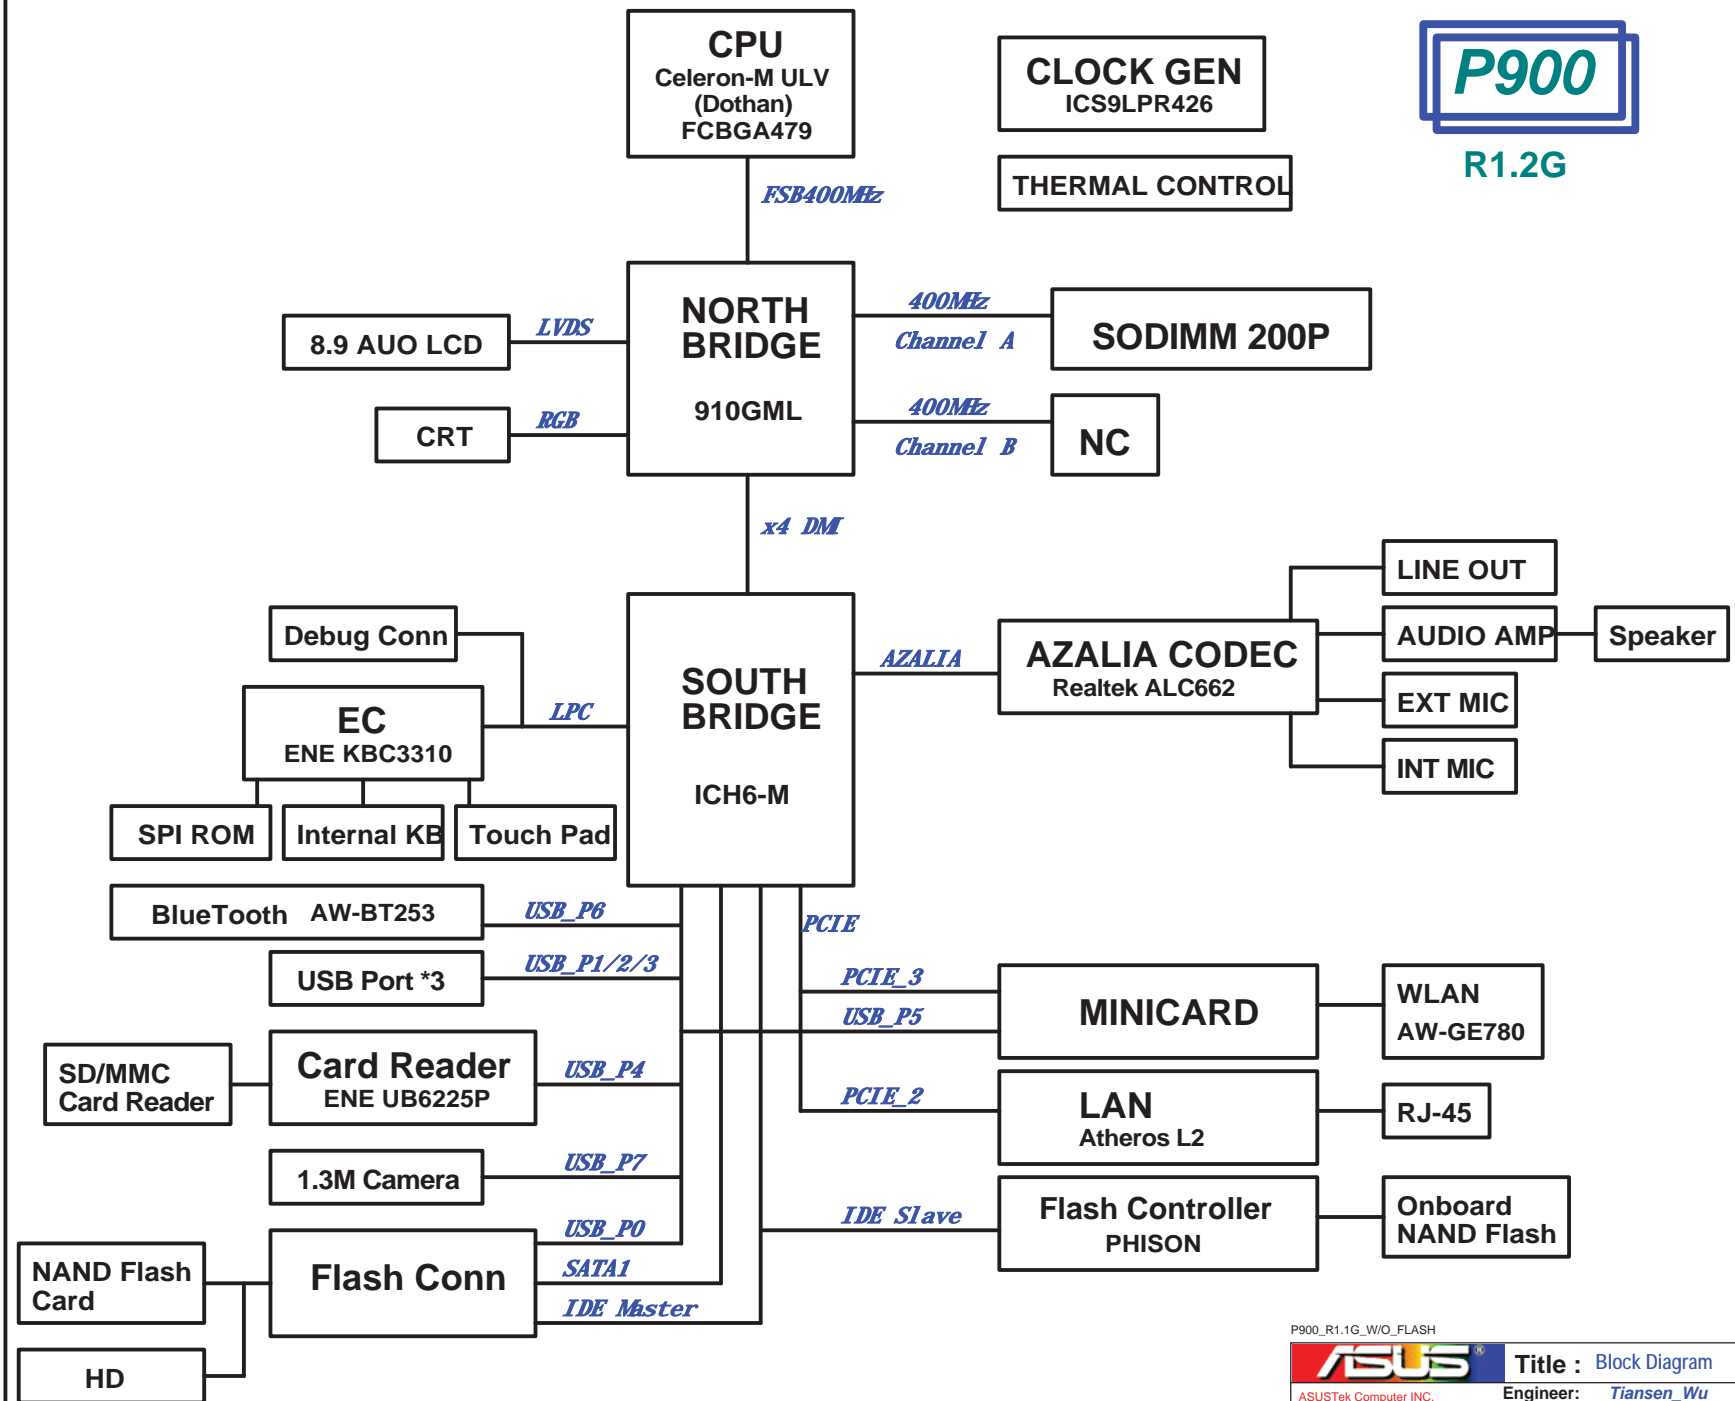 CPU
Celeron-M ULV
(Dothan)
FCBGA479
CLOCK GEN
ICS9LPR426
THERMAL CONTROL
P900
R1.2G
FSB400MHz
NORTH
BRIDGE
910GML
8.9 AUO LCD
LVDS
CRT
RGB
400MHz
Channel A
SODIMM 200P
400MHz
Channel B
NC
x4 DMI
SOUTH
BRIDGE
ICH6-M
Debug Conn
EC
ENE KBC3310
LPC
SPI ROM
Internal KB
Touch Pad
AZALIA
AZALIA CODEC
Realtek ALC662
LINE OUT
AUDIO AMP
Speaker
EXT MIC
INT MIC
BlueTooth AW-BT253
USB_P6
USB Port *3
USB_P1/2/3
SD/MMC
Card Reader
Card Reader
ENE UB6225P
USB_P4
1.3M Camera
USB_P7
NAND Flash
Card
HD
Flash Conn
USB_P0
SATA1
IDE Master
PCIE
PCIE_3
USB_P5
MINICARD
WLAN
AW-GE780
PCIE_2
LAN
Atheros L2
RJ-45
IDE Slave
Flash Controller
PHISON
Onboard
NAND Flash
P900_R1.1G_W/O_FLASH
ASUS ®
Title : Block Diagram
ASUSTek Computer INC.
Engineer: Tiansen_Wu